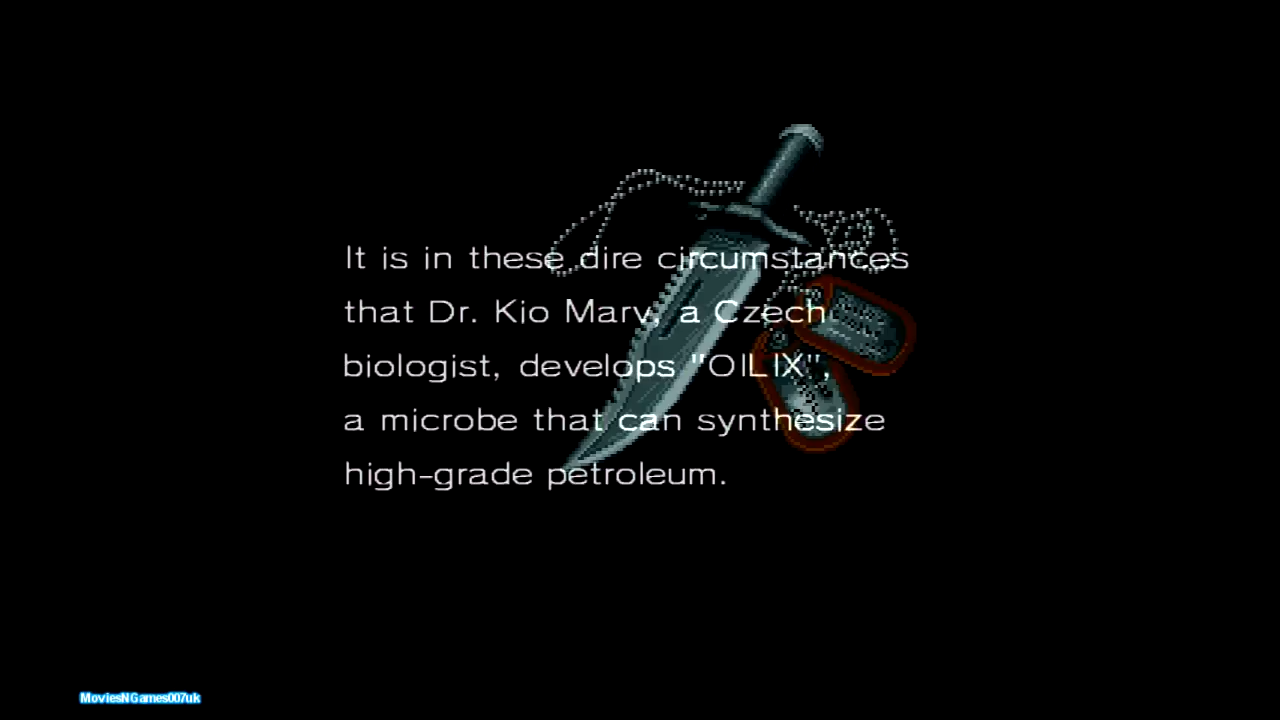 It is in these dire circumstances
that Dr. Kio Marv, a Czech
biologist, develops "OILIX",
a microbe that can synthesize
high-grade petroleum.
MoviesNGames007uk